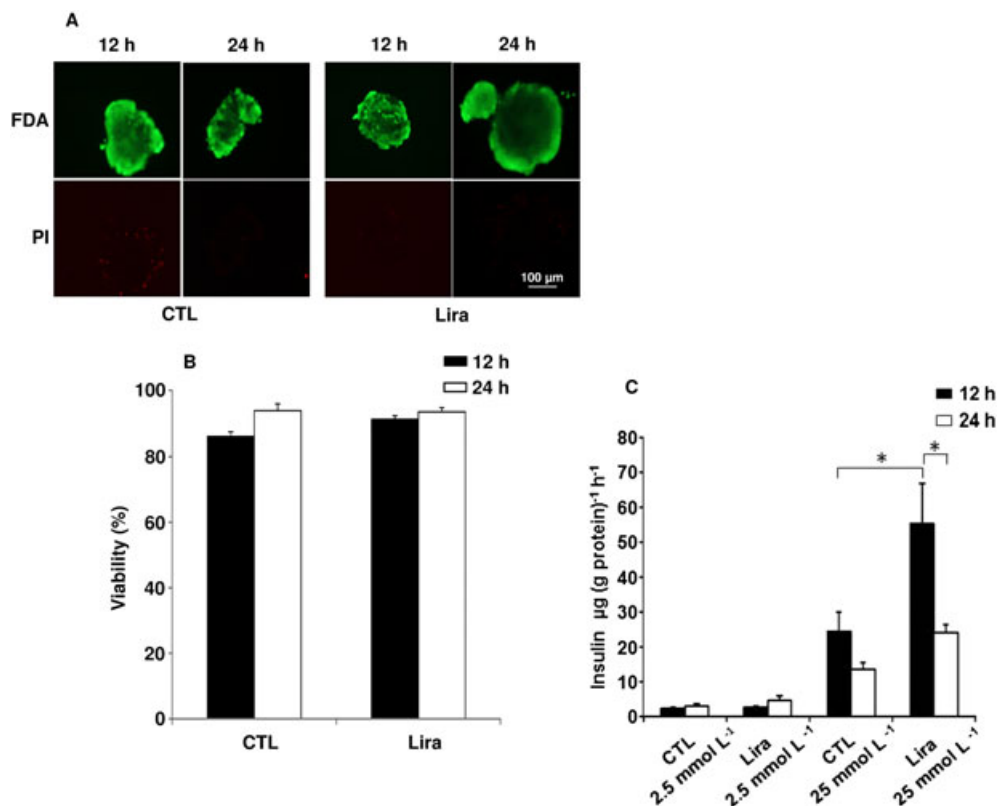 A
12 h 24 h 12 h 24 h
FDA
PI
100 µm
CTL Lira
B
12 h
24 h
100
80
60
40
20
0
Viability (%)
CTL Lira
C
12 h
24 h
80
70
60
50
40
30
20
10
0
Insulin µg (g protein)⁻¹ h⁻¹
* *
CTL 2.5 mmol L⁻¹
Lira 2.5 mmol L⁻¹
CTL 25 mmol L⁻¹
Lira 25 mmol L⁻¹